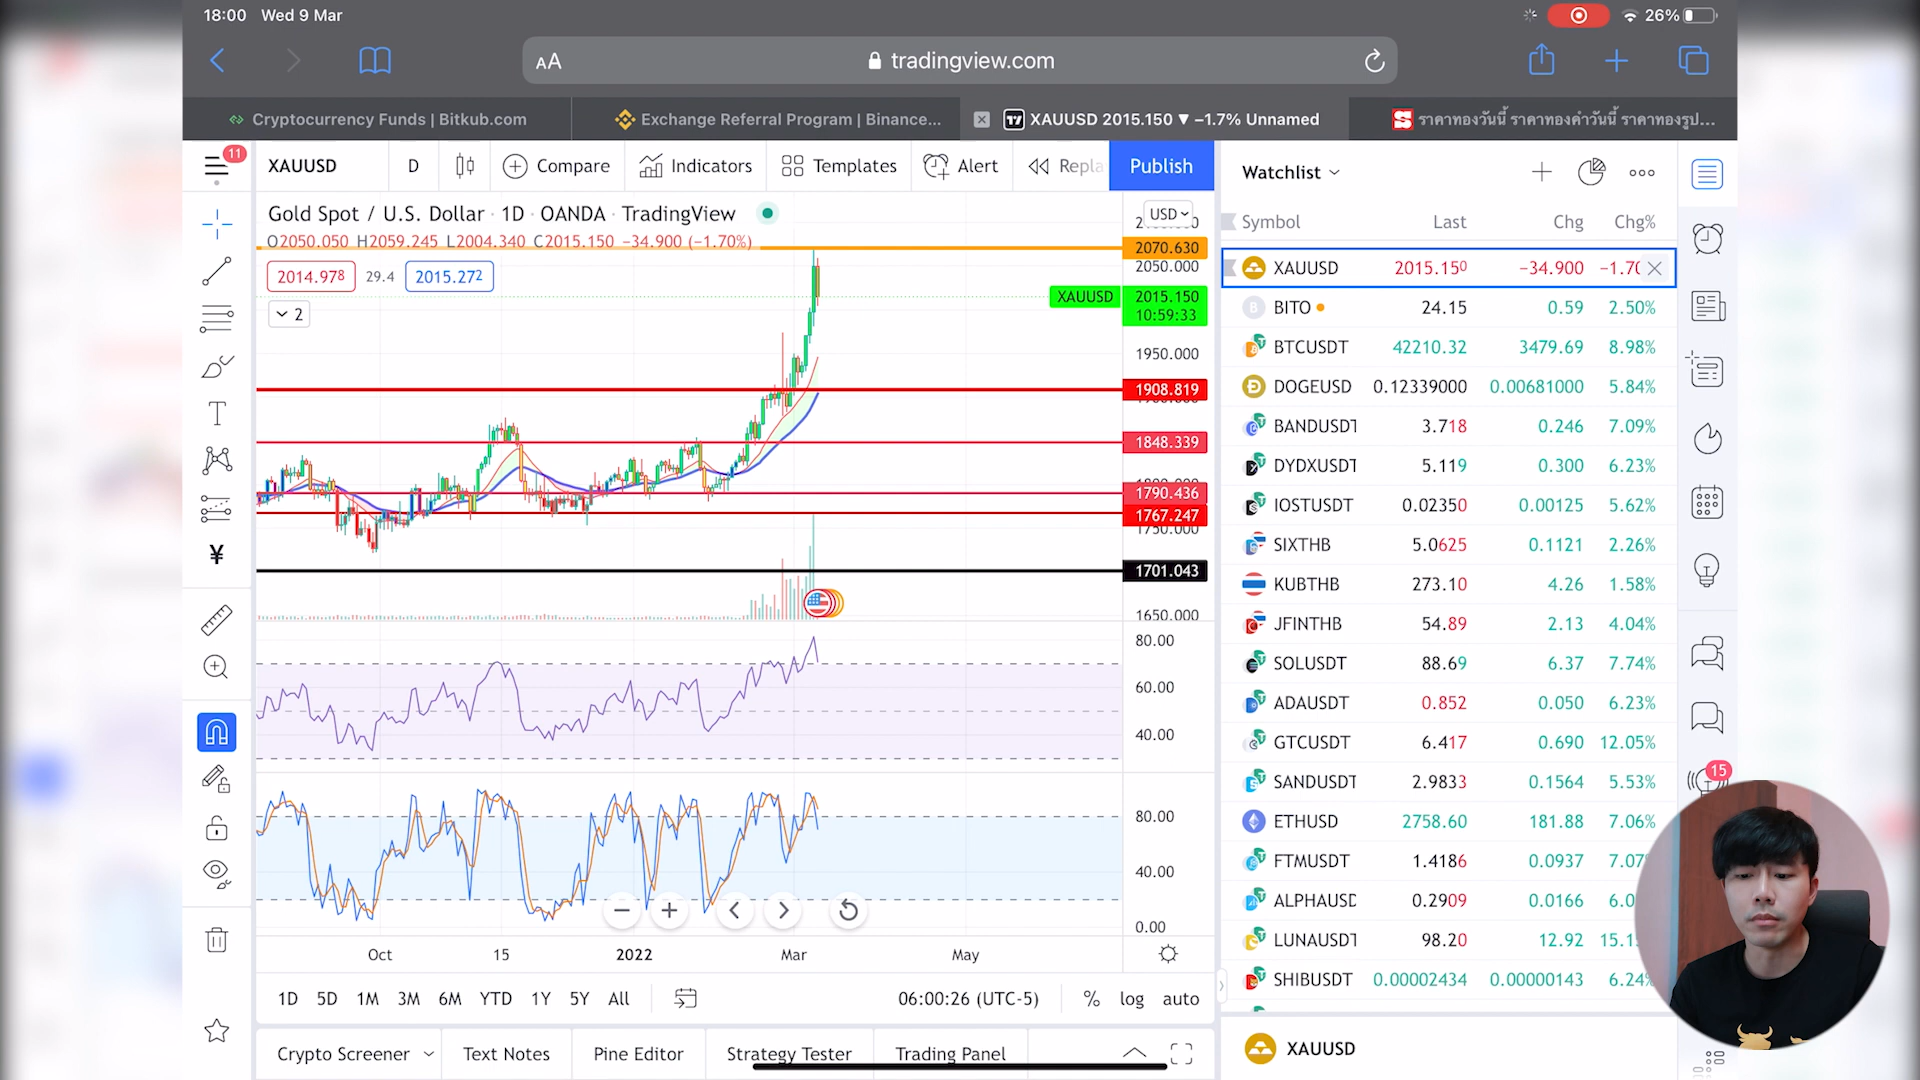 18:00 Wed 9 Mar
26%
AA
tradingview.com
Cryptocurrency Funds | Bitkub.com
Exchange Referral Program | Binance...
XAUUSD 2015.150 ▼ −1.7% Unnamed
ราคาทองวันนี้ ราคาทองคำวันนี้ ราคาทองรูป...
11
XAUUSD
D
Compare
Indicators
Templates
Alert
Publish
Gold Spot / U.S. Dollar · 1D · OANDA · TradingView
O2050.050 H2059.245 L2004.340 C2015.150 −34.900 (−1.70%)
2014.978
29.4
2015.272
2
USD
2070.630
2050.000
XAUUSD
2015.150
10:59:33
1950.000
1908.819
1848.339
1790.436
1767.247
1750.000
1701.043
1650.000
80.00
60.00
40.00
80.00
40.00
0.00
Oct
15
2022
Mar
May
1D
5D
1M
3M
6M
YTD
1Y
5Y
All
06:00:26 (UTC-5)
%
log
auto
Crypto Screener
Text Notes
Pine Editor
Strategy Tester
Trading Panel
Watchlist
Symbol Last Chg Chg%
XAUUSD 2015.150 −34.900
BITO 24.15 0.59 2.50%
BTCUSDT 42210.32 3479.69 8.98%
DOGEUSD 0.12339000 0.00681000 5.84%
BANDUSDT 3.718 0.246 7.09%
DYDXUSDT 5.119 0.300 6.23%
IOSTUSDT 0.02350 0.00125 5.62%
SIXTHB 5.0625 0.1121 2.26%
KUBTHB 273.10 4.26 1.58%
JFINTHB 54.89 2.13 4.04%
SOLUSDT 88.69 6.37 7.74%
ADAUSDT 0.852 0.050 6.23%
GTCUSDT 6.417 0.690 12.05%
SANDUSDT 2.9833 0.1564 5.53%
ETHUSD 2758.60 181.88 7.06%
FTMUSDT 1.4186 0.0937
ALPHAUSD 0.2909 0.0166
LUNAUSDT 98.20 12.92
SHIBUSDT 0.00002434 0.00000143
XAUUSD
15